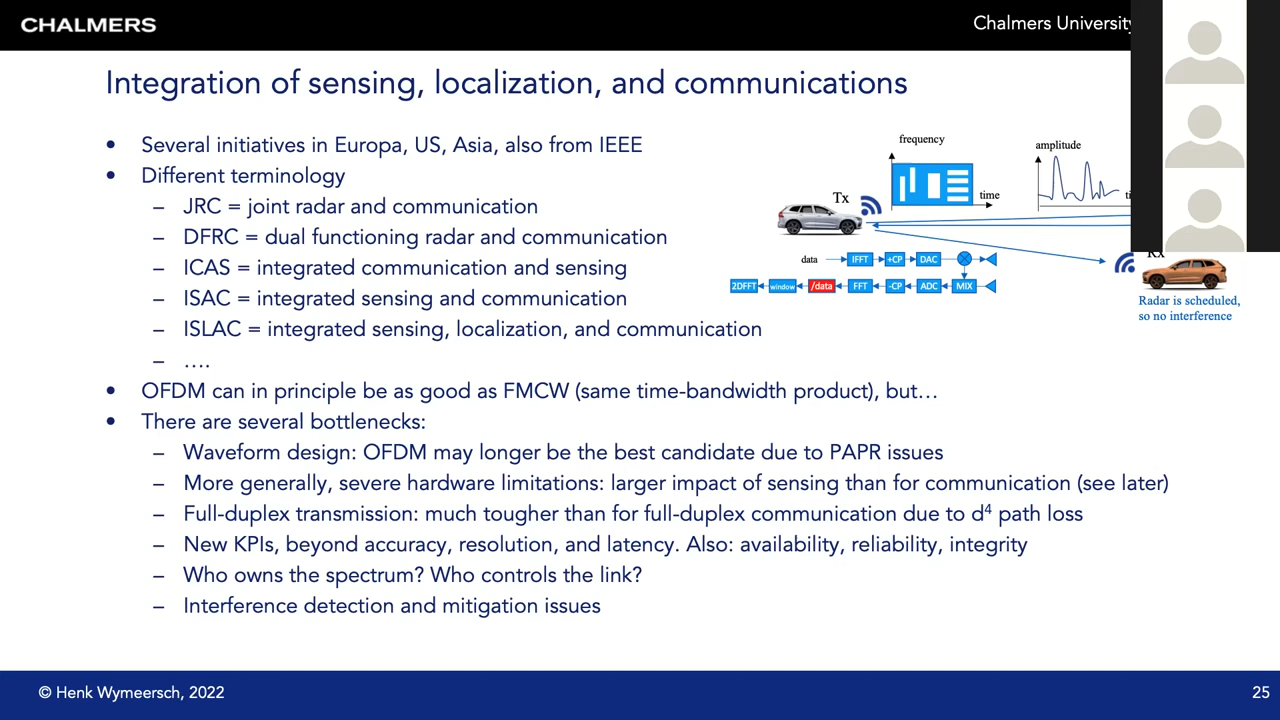 CHALMERS
Chalmers University
Integration of sensing, localization, and communications
• Several initiatives in Europa, US, Asia, also from IEEE
• Different terminology
– JRC = joint radar and communication
– DFRC = dual functioning radar and communication
– ICAS = integrated communication and sensing
– ISAC = integrated sensing and communication
– ISLAC = integrated sensing, localization, and communication
– ….
• OFDM can in principle be as good as FMCW (same time-bandwidth product), but…
• There are several bottlenecks:
– Waveform design: OFDM may longer be the best candidate due to PAPR issues
– More generally, severe hardware limitations: larger impact of sensing than for communication (see later)
– Full-duplex transmission: much tougher than for full-duplex communication due to d⁴ path loss
– New KPIs, beyond accuracy, resolution, and latency. Also: availability, reliability, integrity
– Who owns the spectrum? Who controls the link?
– Interference detection and mitigation issues
frequency
time
amplitude
Tx
Rx
data IFFT +CP DAC
2DFFT window /data FFT -CP ADC MIX
Radar is scheduled,
so no interference
© Henk Wymeersch, 2022
25